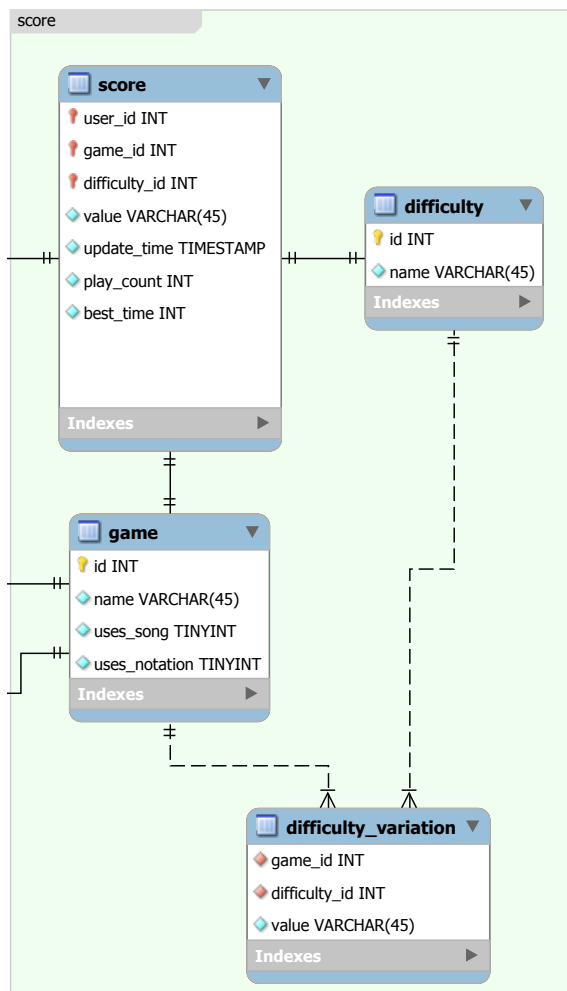 score
score
user_id INT
game_id INT
difficulty_id INT
value VARCHAR(45)
update_time TIMESTAMP
play_count INT
best_time INT
Indexes
difficulty
id INT
name VARCHAR(45)
Indexes
game
id INT
name VARCHAR(45)
uses_song TINYINT
uses_notation TINYINT
Indexes
difficulty_variation
game_id INT
difficulty_id INT
value VARCHAR(45)
Indexes